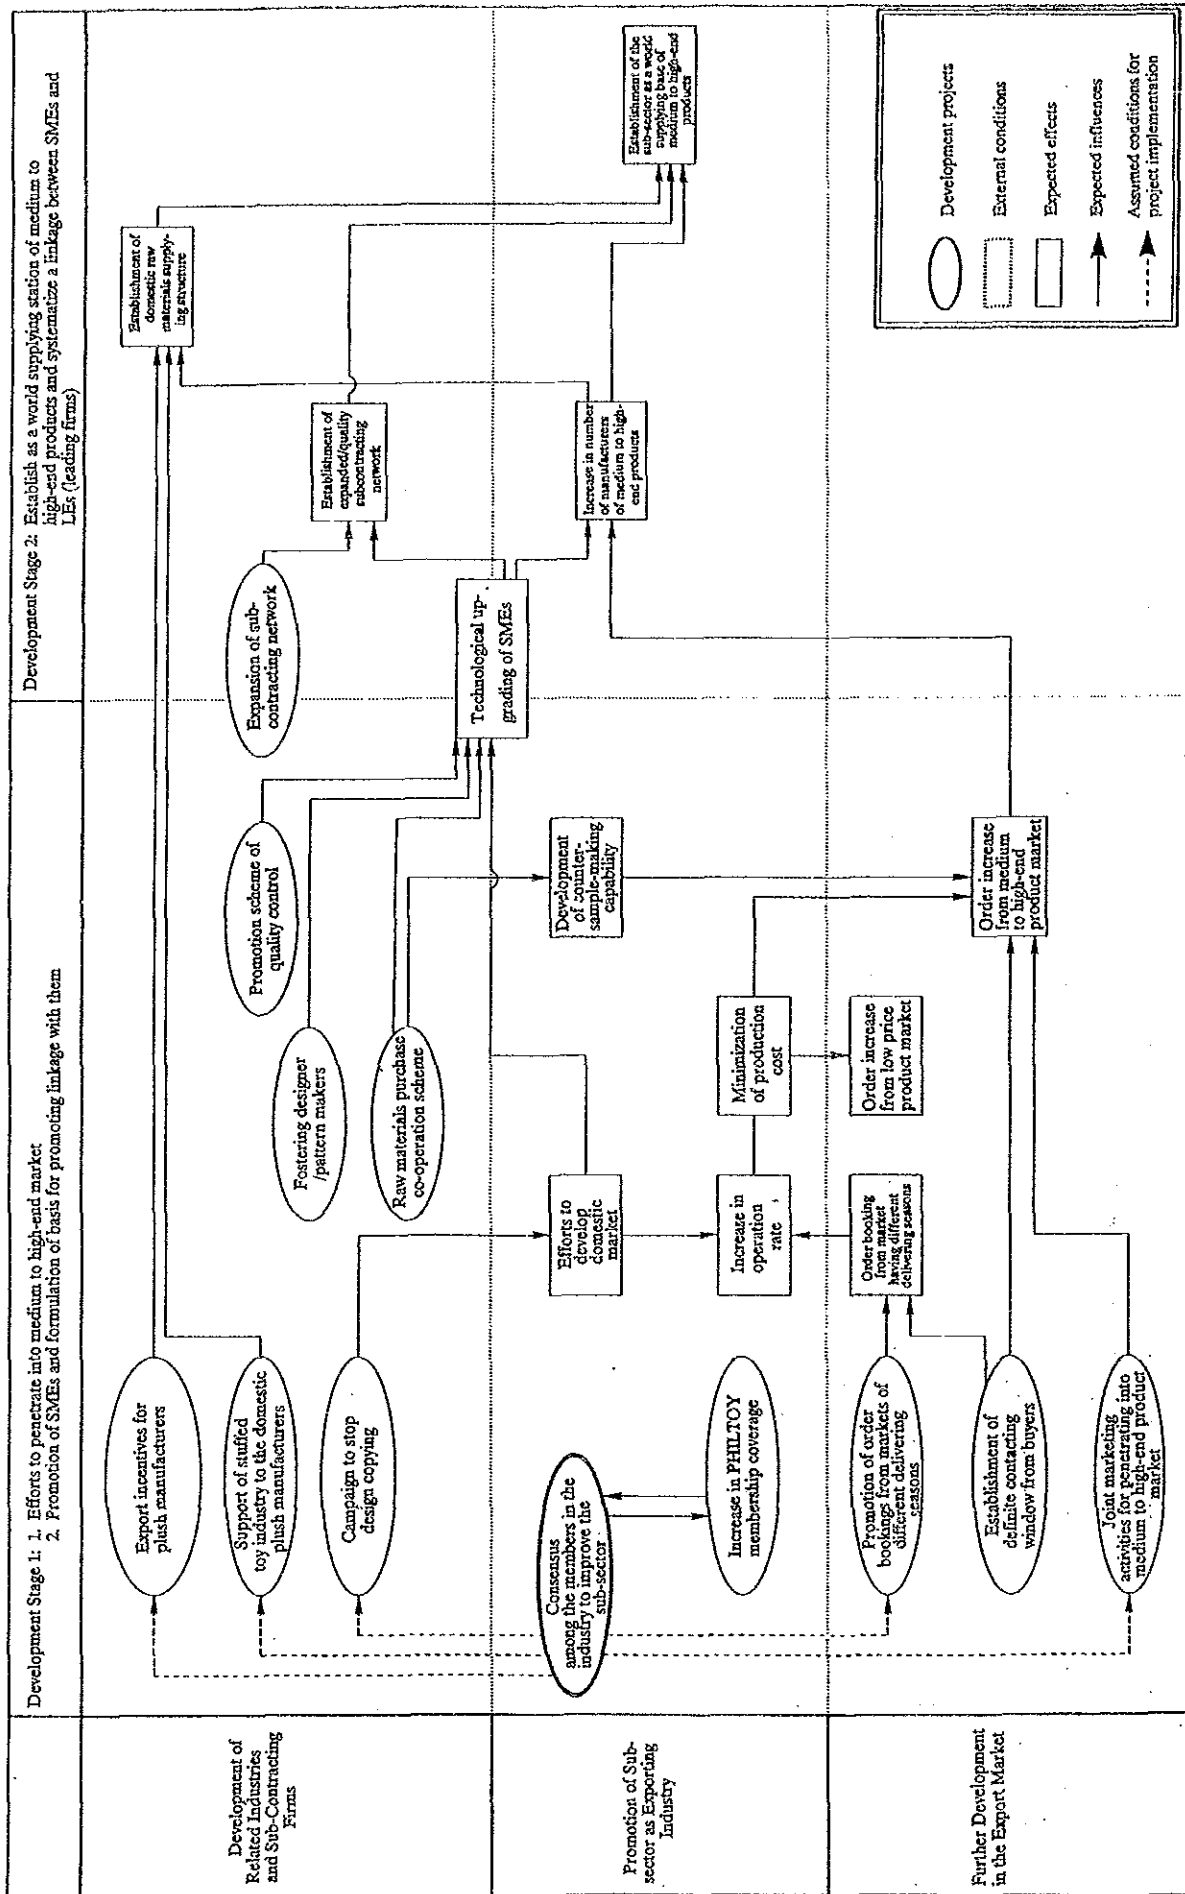 Development Stage 1: 1. Efforts to penetrate into medium to high-end market
2. Promotion of SMEs and formulation of basis for promoting linkage with them
Development Stage 2: Establish as a world supplying station of medium to
high-end products and systematize a linkage between SMEs and
LEs (leading firms)
Development of
Related Industries
and Sub-Contracting
Firms
Export incentives for
plush manufacturers
Support of stuffed
toy industry to the domestic
plush manufacturers
Campaign to stop
design copying
Fostering designer
/pattern makers
Raw materials purchase
co-operation scheme
Promotion scheme of
quality control
Expansion of sub-
contracting network
Technological up-
grading of SMEs
Establishment of
expanded/quality
subcontracting
network
Establishment of
domestic raw
materials supply-
ing structure
Promotion of Sub-
sector as Exporting
Industry
Consensus
among the members in the
industry to improve the
sub-sector
Increase in PHILTOY
membership coverage
Efforts to
develop
domestic
market
Increase in
operation
rate
Minimization
of production
cost
Development
of counter-
sample-making
capability
Increase in number
of manufacturers
of medium to high-
end products
Establishment of the
sub-sector as a world
supplying base of
medium to high-end
products
Further Development
in the Export Market
Promotion of order
bookings from markets of
different delivering
seasons
Establishment of
definite contacting
window from buyers
Joint marketing
activities for penetrating into
medium to high-end product
market
Order booking
from market
having different
delivering seasons
Order increase
from low price
product market
Order increase
from medium
to high-end
product market
Development projects
External conditions
Expected effects
Expected influences
Assumed conditions for
project implementation